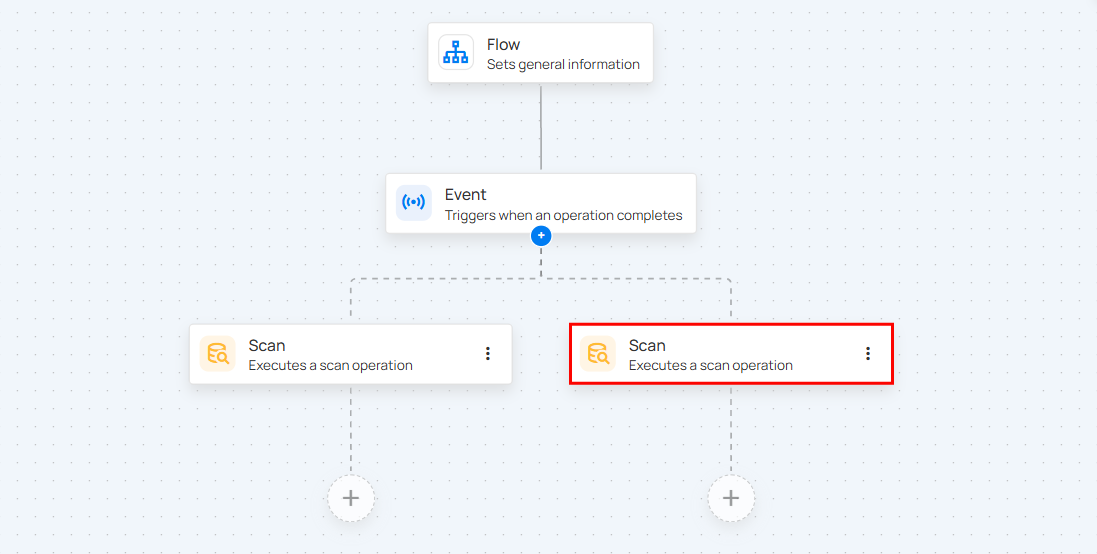 Flow
Sets general information
Event
Triggers when an operation completes
Scan
Executes a scan operation
Scan
Executes a scan operation